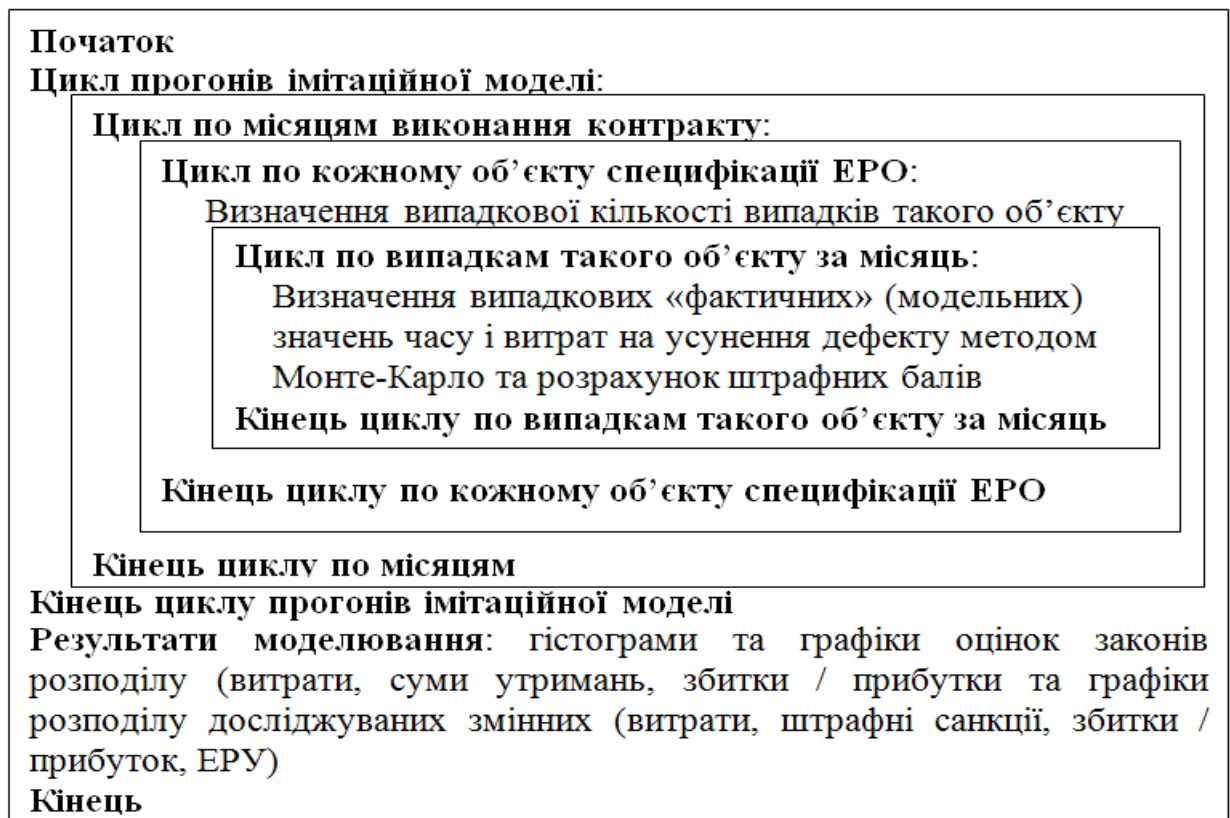 Початок
Цикл прогонів імітаційної моделі:
Цикл по місяцям виконання контракту:
Цикл по кожному об’єкту специфікації ЕРО:
Визначення випадкової кількості випадків такого об’єкту
Цикл по випадкам такого об’єкту за місяць:
Визначення випадкових «фактичних» (модельних)
значень часу і витрат на усунення дефекту методом
Монте-Карло та розрахунок штрафних балів
Кінець циклу по випадкам такого об’єкту за місяць
Кінець циклу по кожному об’єкту специфікації ЕРО
Кінець циклу по місяцям
Кінець циклу прогонів імітаційної моделі
Результати моделювання: гістограми та графіки оцінок законів
розподілу (витрати, суми утримань, збитки / прибутки та графіки
розподілу досліджуваних змінних (витрати, штрафні санкції, збитки /
прибуток, ЕРУ)
Кінець